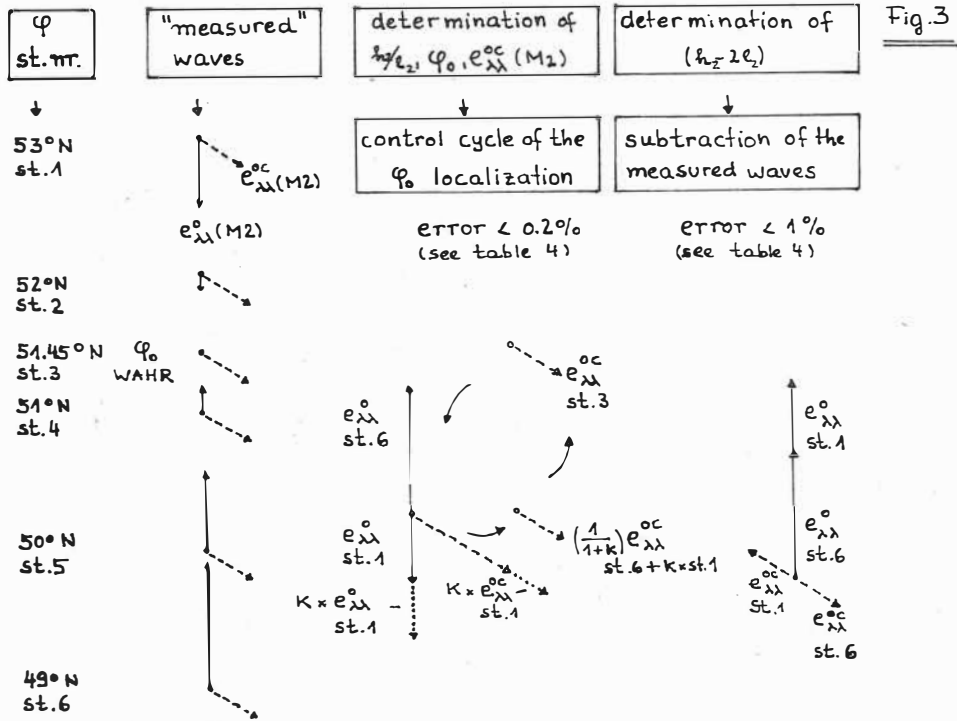 Fig.3
φ
st.nr.
"measured"
waves
determination of
h₂/l₂, φ₀, e^oc_λλ (M2)
determination of
(h₂-2l₂)
control cycle of the
φ₀ localization
subtraction of the
measured waves
error < 0.2%
(see table 4)
error < 1%
(see table 4)
53°N
st.1
e^oc_λλ (M2)
e^o_λλ (M2)
52°N
st.2
51.45°N φ₀
st.3 WAHR
51°N
st.4
50°N
st.5
49°N
st.6
e^oc_λλ
st.3
e^o_λλ
st.6
e^o_λλ
st.1
K × e^o_λλ
st.1
K × e^oc_λλ
st.1
(1/1+K) e^oc_λλ
st.6 + K × st.1
e^o_λλ
st.1
e^o_λλ
st.6
e^oc_λλ
st.1
e^oc_λλ
st.6